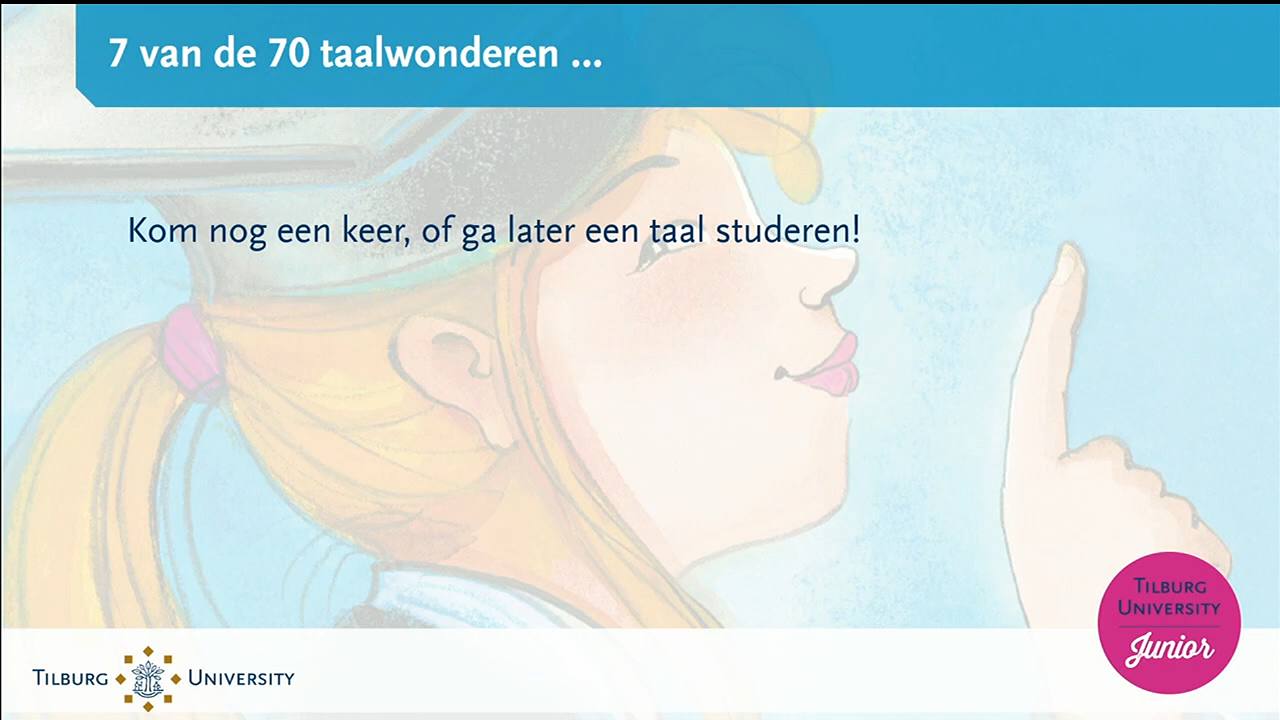 7 van de 70 taalwonderen ...
Kom nog een keer, of ga later een taal studeren!
TILBURG
UNIVERSITY
Junior
TILBURG UNIVERSITY